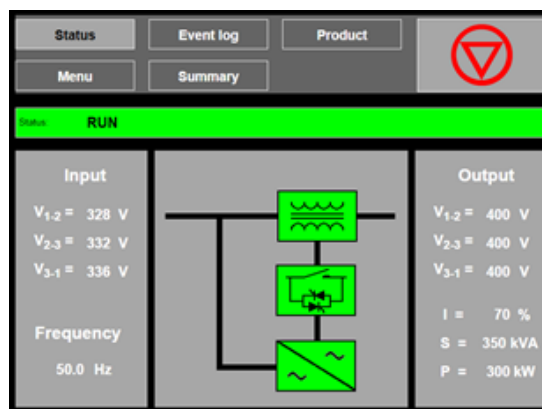 Status Event log Product
Menu Summary
Status: RUN
Input
V1-2 = 328 V
V2-3 = 332 V
V3-1 = 336 V
Frequency
50.0 Hz
Output
V1-2 = 400 V
V2-3 = 400 V
V3-1 = 400 V
I = 70 %
S = 350 kVA
P = 300 kW